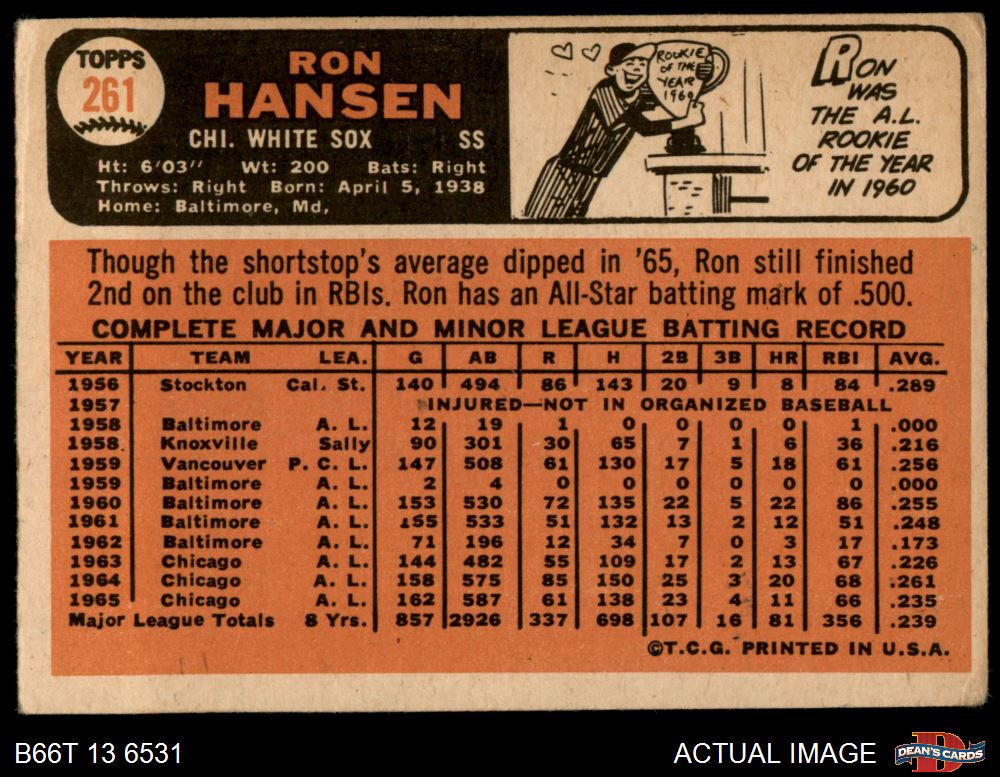 TOPPS
261
RON
HANSEN
CHI. WHITE SOX SS
Ht: 6'03" Wt: 200 Bats: Right
Throws: Right Born: April 5, 1938
Home: Baltimore, Md,
ROOKIE
OF THE
YEAR
1960
RON
WAS
THE A.L.
ROOKIE
OF THE YEAR
IN 1960
Though the shortstop's average dipped in '65, Ron still finished
2nd on the club in RBIs. Ron has an All-Star batting mark of .500.
COMPLETE MAJOR AND MINOR LEAGUE BATTING RECORD
YEAR TEAM LEA. G AB R H 2B 3B HR RBI AVG.
1956 Stockton Cal. St. 140 494 86 143 20 9 8 84 .289
1957 INJURED—NOT IN ORGANIZED BASEBALL
1958 Baltimore A. L. 12 19 1 0 0 0 0 1 .000
1958 Knoxville Sally 90 301 30 65 7 1 6 36 .216
1959 Vancouver P. C. L. 147 508 61 130 17 5 18 61 .256
1959 Baltimore A. L. 2 4 0 0 0 0 0 0 .000
1960 Baltimore A. L. 153 530 72 135 22 5 22 86 .255
1961 Baltimore A. L. 155 533 51 132 13 2 12 51 .248
1962 Baltimore A. L. 71 196 12 34 7 0 3 17 .173
1963 Chicago A. L. 144 482 55 109 17 2 13 67 .226
1964 Chicago A. L. 158 575 85 150 25 3 20 68 .261
1965 Chicago A. L. 162 587 61 138 23 4 11 66 .235
Major League Totals 8 Yrs. 857 2926 337 698 107 16 81 356 .239
©T.C.G. PRINTED IN U.S.A.
B66T 13 6531 ACTUAL IMAGE DEAN'S CARDS